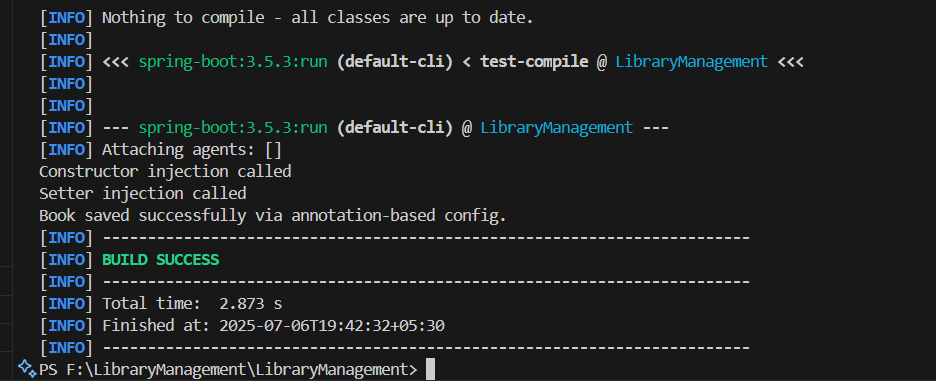 [INFO] Nothing to compile - all classes are up to date.
[INFO]
[INFO] <<< spring-boot:3.5.3:run (default-cli) < test-compile @ LibraryManagement <<<
[INFO]
[INFO]
[INFO] --- spring-boot:3.5.3:run (default-cli) @ LibraryManagement ---
[INFO] Attaching agents: []
Constructor injection called
Setter injection called
Book saved successfully via annotation-based config.
[INFO] ------------------------------------------------------------------------
[INFO] BUILD SUCCESS
[INFO] ------------------------------------------------------------------------
[INFO] Total time:  2.873 s
[INFO] Finished at: 2025-07-06T19:42:32+05:30
[INFO] ------------------------------------------------------------------------
PS F:\LibraryManagement\LibraryManagement>